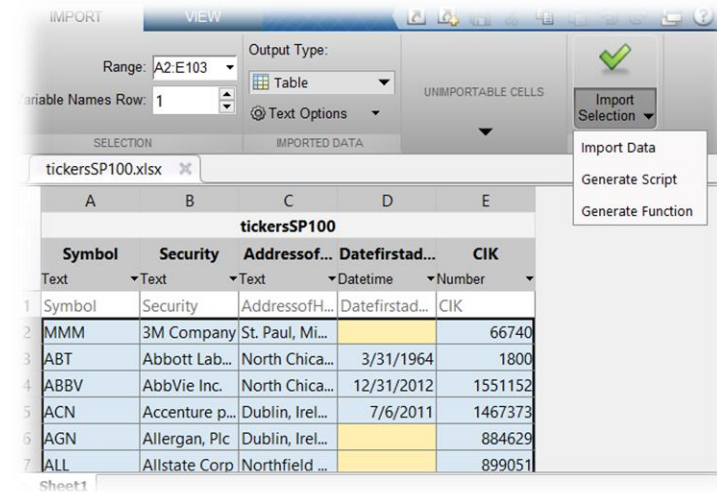 IMPORT VIEW
Range: A2:E103
Variable Names Row: 1
SELECTION
Output Type:
Table
Text Options
IMPORTED DATA
UNIMPORTABLE CELLS
Import
Selection
Import Data
Generate Script
Generate Function
tickersSP100.xlsx
A B C D E
tickersSP100
Symbol Security Addressof... Datefirstad... CIK
Text Text Text Datetime Number
1 Symbol Security AddressofH... Datefirstad... CIK
2 MMM 3M Company St. Paul, Mi... 66740
3 ABT Abbott Lab... North Chica... 3/31/1964 1800
4 ABBV AbbVie Inc. North Chica... 12/31/2012 1551152
5 ACN Accenture p... Dublin, Irel... 7/6/2011 1467373
6 AGN Allergan, Plc Dublin, Irel... 884629
7 ALL Allstate Corp Northfield ... 899051
Sheet1